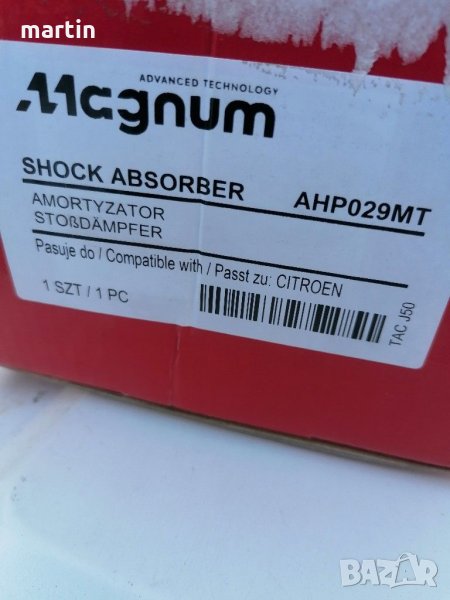 martin
ADVANCED TECHNOLOGY
Magnum
SHOCK ABSORBER AHP029MT
AMORTYZATOR
STOßDÄMPFER
Pasuje do / Compatible with / Passt zu: CITROEN
1 SZT / 1 PC
TAC J50
BAZAR